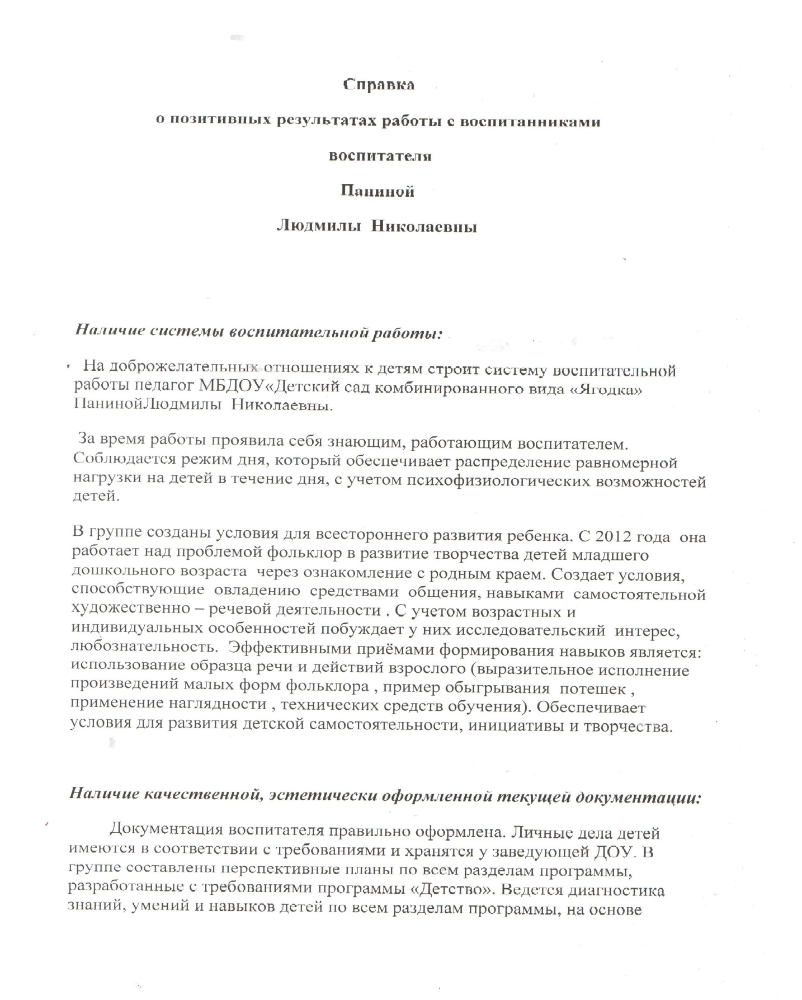 Справка
о позитивных результатах работы с воспитанниками
воспитателя
Паниной
Людмилы Николаевны
Наличие системы воспитательной работы:
На доброжелательных отношениях к детям строит систему воспитательной
работы педагог МБДОУ«Детский сад комбинированного вида «Ягодка»
ПанинойЛюдмилы Николаевны.
За время работы проявила себя знающим, работающим воспитателем.
Соблюдается режим дня, который обеспечивает распределение равномерной
нагрузки на детей в течение дня, с учетом психофизиологических возможностей
детей.
В группе созданы условия для всестороннего развития ребенка. С 2012 года она
работает над проблемой фольклор в развитие творчества детей младшего
дошкольного возраста через ознакомление с родным краем. Создает условия,
способствующие овладению средствами общения, навыками самостоятельной
художественно – речевой деятельности . С учетом возрастных и
индивидуальных особенностей побуждает у них исследовательский интерес,
любознательность. Эффективными приёмами формирования навыков является:
использование образца речи и действий взрослого (выразительное исполнение
произведений малых форм фольклора , пример обыгрывания потешек ,
применение наглядности , технических средств обучения). Обеспечивает
условия для развития детской самостоятельности, инициативы и творчества.
Наличие качественной, эстетически оформленной текущей документации:
Документация воспитателя правильно оформлена. Личные дела детей
имеются в соответствии с требованиями и хранятся у заведующей ДОУ. В
группе составлены перспективные планы по всем разделам программы,
разработанные с требованиями программы «Детство». Ведется диагностика
знаний, умений и навыков детей по всем разделам программы, на основе